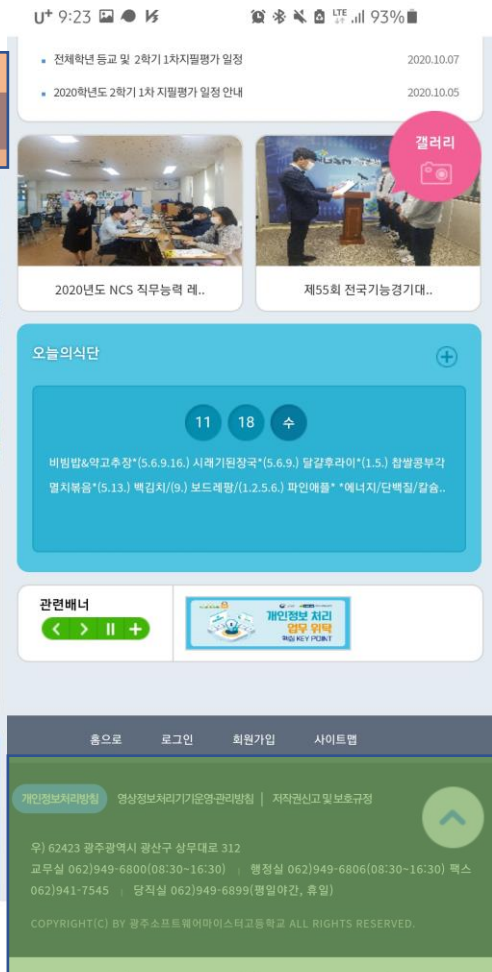 U⁺ 9:23 LTE 93%
전체학년 등교 및 2학기 1차지필평가 일정 2020.10.07
2020학년도 2학기 1차 지필평가 일정 안내 2020.10.05
갤러리
2020년도 NCS 직무능력 레.. 제55회 전국기능경기대..
오늘의식단
11 18 수
비빔밥&약고추장*(5.6.9.16.) 시래기된장국*(5.6.9.) 달걀후라이*(1.5.) 찹쌀콩부각
멸치볶음*(5.13.) 백김치/(9.) 보드레팡/(1.2.5.6.) 파인애플* *에너지/단백질/칼슘..
관련배너
개인정보 처리
업무 위탁
핵심 KEY POINT
홈으로 로그인 회원가입 사이트맵
개인정보처리방침 영상정보처리기기운영·관리방침 | 저작권신고 및 보호규정
우) 62423 광주광역시 광산구 상무대로 312
교무실 062)949-6800(08:30~16:30) | 행정실 062)949-6806(08:30~16:30) 팩스
062)941-7545 | 당직실 062)949-6899(평일야간, 휴일)
COPYRIGHT(C) BY 광주소프트웨어마이스터고등학교 ALL RIGHTS RESERVED.